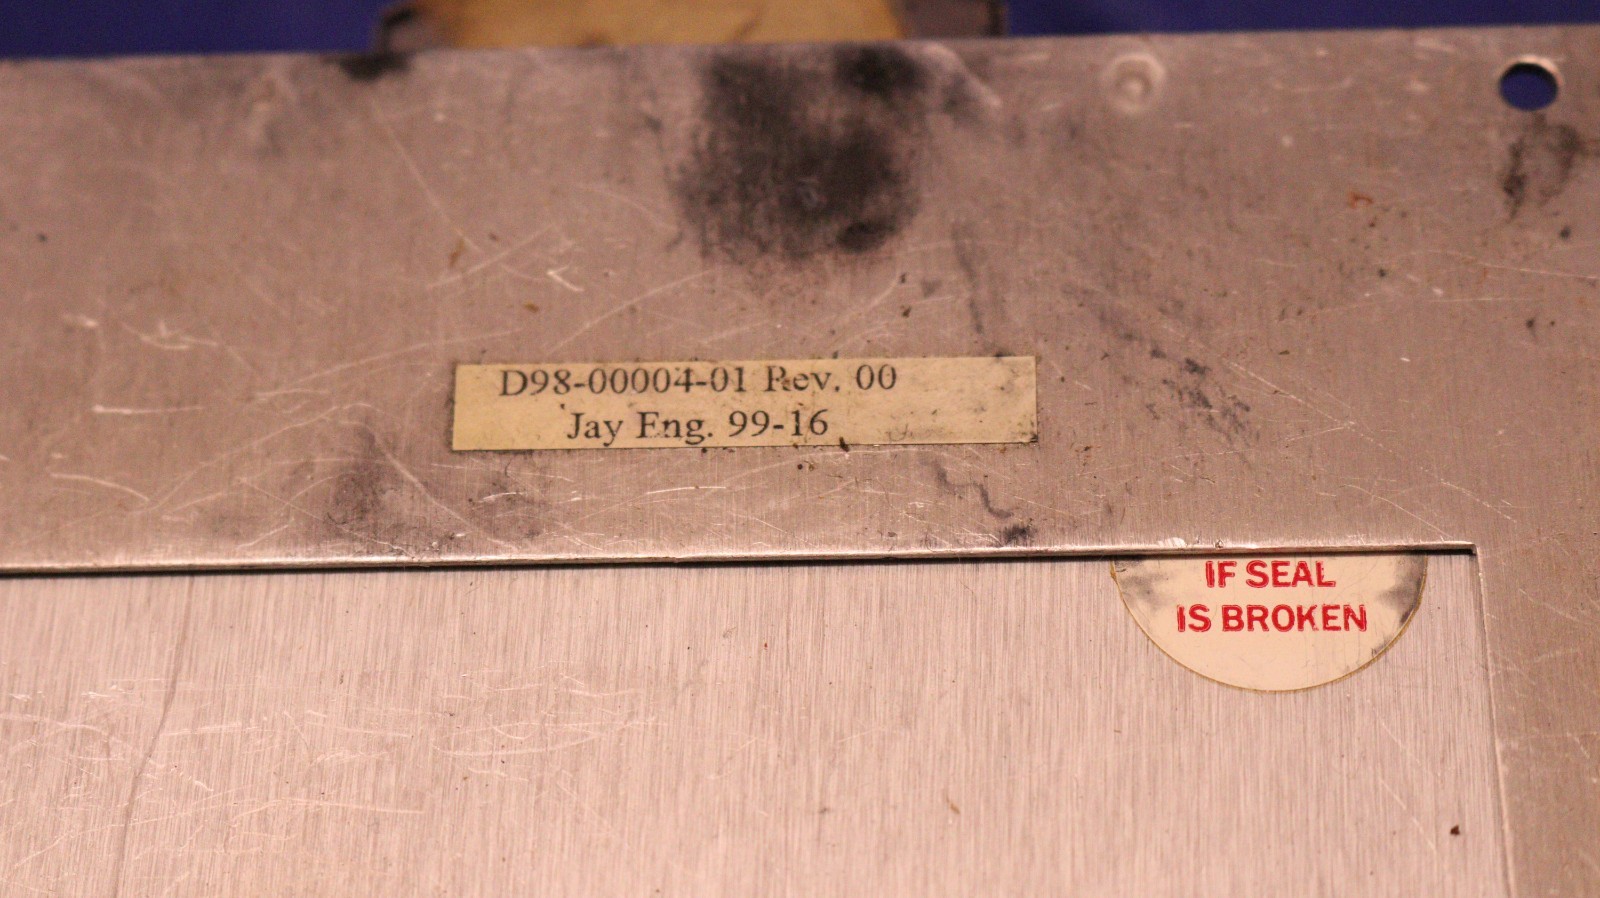 D98-00004-01 Rev. 00
Jay Eng. 99-16
IF SEAL
IS BROKEN